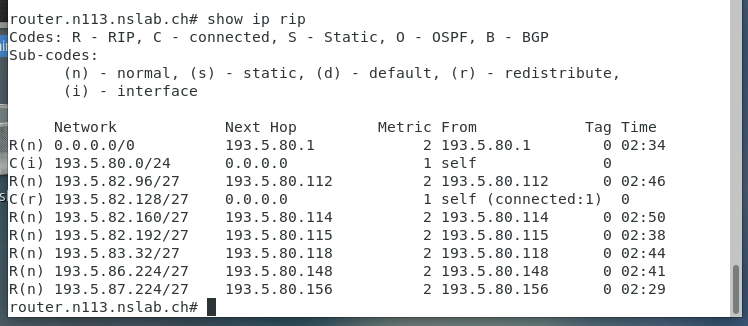 router.n113.nslab.ch# show ip rip
Codes: R - RIP, C - connected, S - Static, O - OSPF, B - BGP
Sub-codes:
      (n) - normal, (s) - static, (d) - default, (r) - redistribute,
      (i) - interface

     Network            Next Hop         Metric From            Tag Time
R(n) 0.0.0.0/0          193.5.80.1            2 193.5.80.1        0 02:34
C(i) 193.5.80.0/24      0.0.0.0               1 self              0
R(n) 193.5.82.96/27     193.5.80.112          2 193.5.80.112      0 02:46
C(r) 193.5.82.128/27    0.0.0.0               1 self (connected:1)  0
R(n) 193.5.82.160/27    193.5.80.114          2 193.5.80.114      0 02:50
R(n) 193.5.82.192/27    193.5.80.115          2 193.5.80.115      0 02:38
R(n) 193.5.83.32/27     193.5.80.118          2 193.5.80.118      0 02:44
R(n) 193.5.86.224/27    193.5.80.148          2 193.5.80.148      0 02:41
R(n) 193.5.87.224/27    193.5.80.156          2 193.5.80.156      0 02:29
router.n113.nslab.ch#